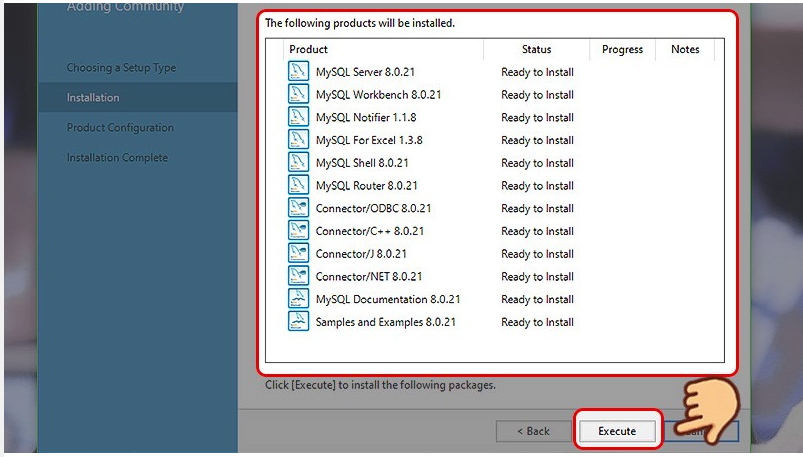 Adding Community
Choosing a Setup Type
Installation
Product Configuration
Installation Complete
The following products will be installed.
Product Status Progress Notes
MySQL Server 8.0.21 Ready to Install
MySQL Workbench 8.0.21 Ready to Install
MySQL Notifier 1.1.8 Ready to Install
MySQL For Excel 1.3.8 Ready to Install
MySQL Shell 8.0.21 Ready to Install
MySQL Router 8.0.21 Ready to Install
Connector/ODBC 8.0.21 Ready to Install
Connector/C++ 8.0.21 Ready to Install
Connector/J 8.0.21 Ready to Install
Connector/NET 8.0.21 Ready to Install
MySQL Documentation 8.0.21 Ready to Install
Samples and Examples 8.0.21 Ready to Install
Click [Execute] to install the following packages.
< Back Execute